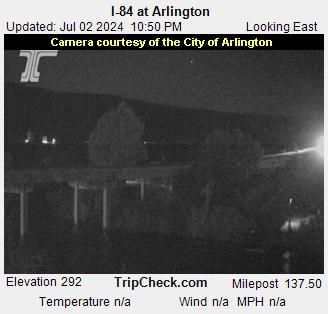 I-84 at Arlington
Updated: Jul 02 2024 10:50 PM Looking East
Camera courtesy of the City of Arlington
Elevation 292 TripCheck.com Milepost 137.50
Temperature n/a Wind n/a MPH n/a